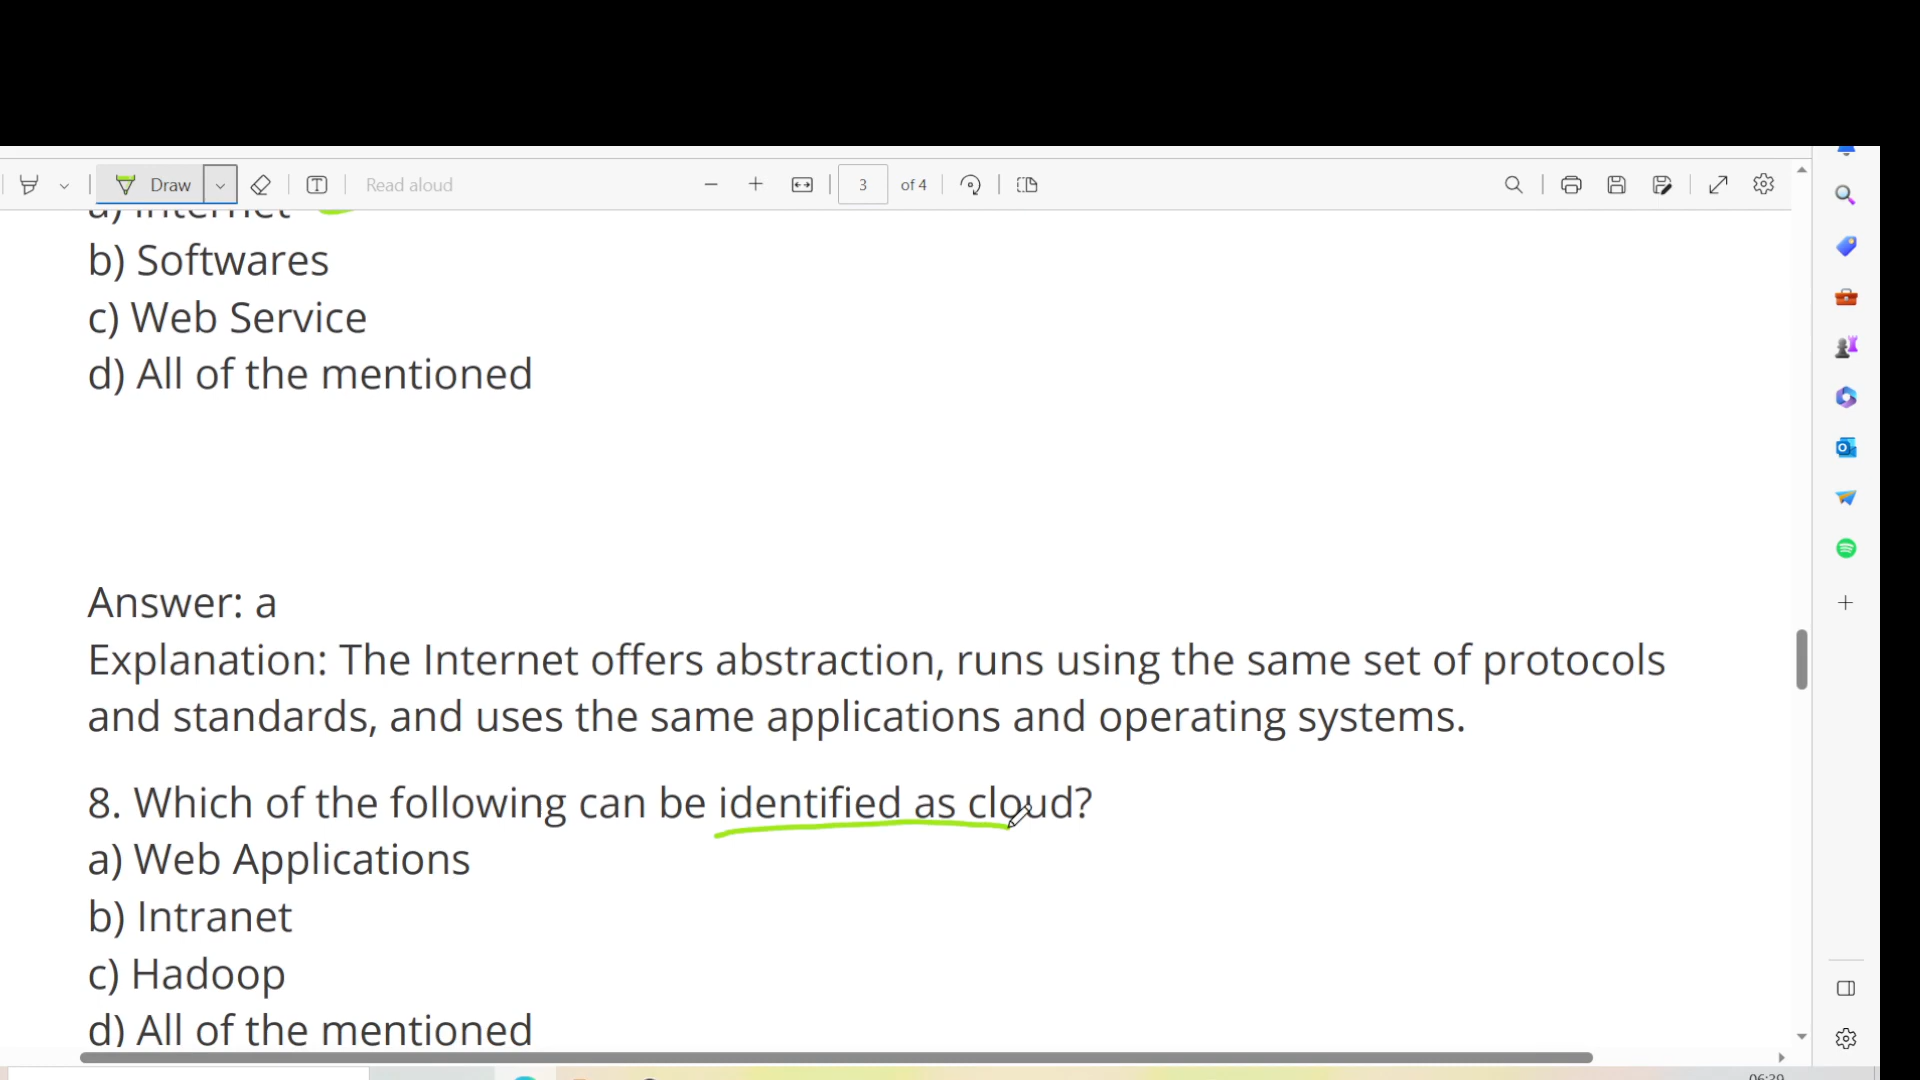 Draw
Read aloud
3
of 4
a) Internet
b) Softwares
c) Web Service
d) All of the mentioned
Answer: a
Explanation: The Internet offers abstraction, runs using the same set of protocols
and standards, and uses the same applications and operating systems.
8. Which of the following can be identified as cloud?
a) Web Applications
b) Intranet
c) Hadoop
d) All of the mentioned